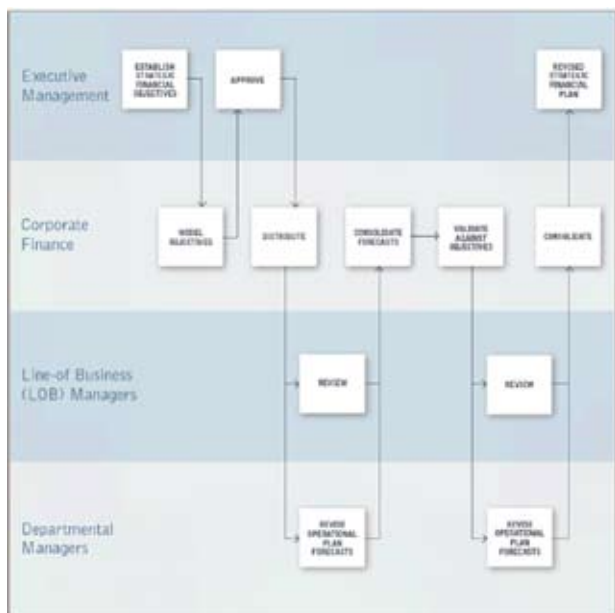 Executive
Management
ESTABLISH
STRATEGIC
FINANCIAL
OBJECTIVES
APPROVE
REVISED
STRATEGIC
FINANCIAL
PLAN
Corporate
Finance
MODEL
OBJECTIVES
DISTRIBUTE
CONSOLIDATE
FORECASTS
VALIDATE
AGAINST
OBJECTIVES
CONSOLIDATE
Line-of Business
(LOB) Managers
REVIEW
REVIEW
Departmental
Managers
REVISE
OPERATIONAL
PLAN
FORECASTS
REVISE
OPERATIONAL
PLAN
FORECASTS